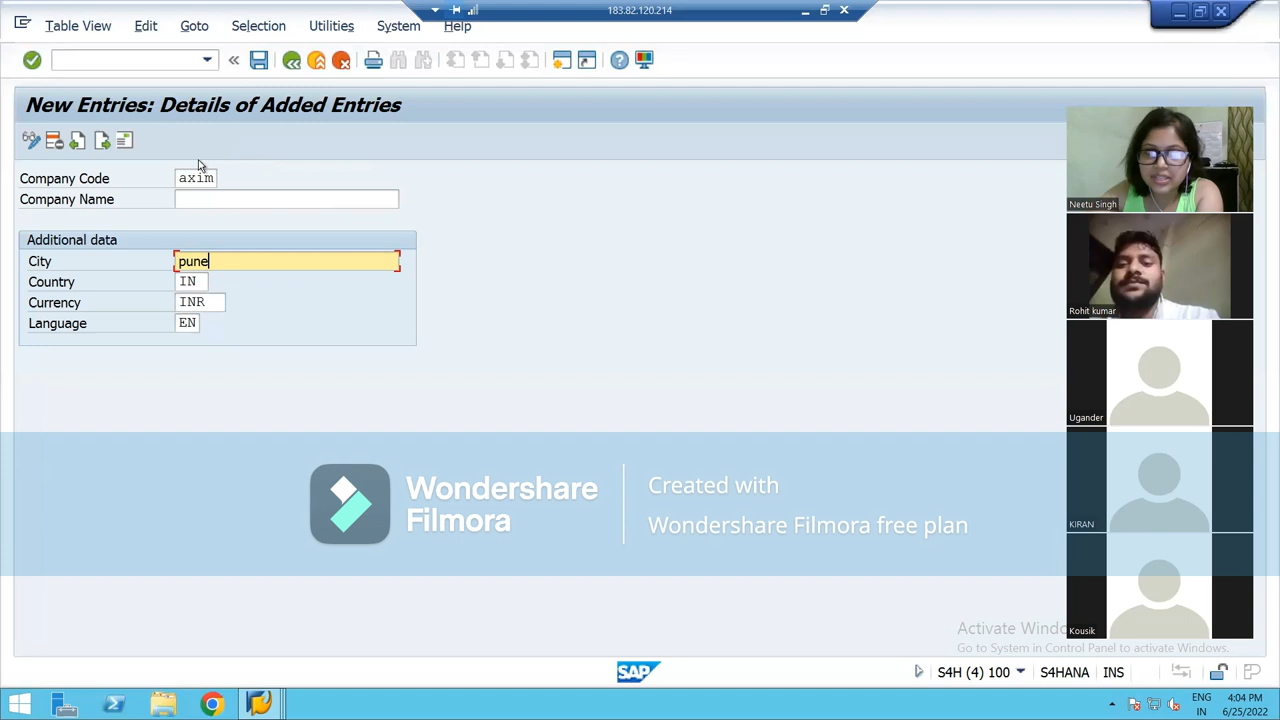 183.82.120.214
Table View Edit Goto Selection Utilities System Help
New Entries: Details of Added Entries
Company Code axim
Company Name
Additional data
City pune
Country IN
Currency INR
Language EN
Neetu Singh
Rohit kumar
Ugander
KIRAN
Kousik
Wondershare
Filmora
Created with
Wondershare Filmora free plan
Activate Windo
Go to System in Control Panel to activate Windows.
SAP
S4H (4) 100 S4HANA INS
ENG
IN
4:04 PM
6/25/2022